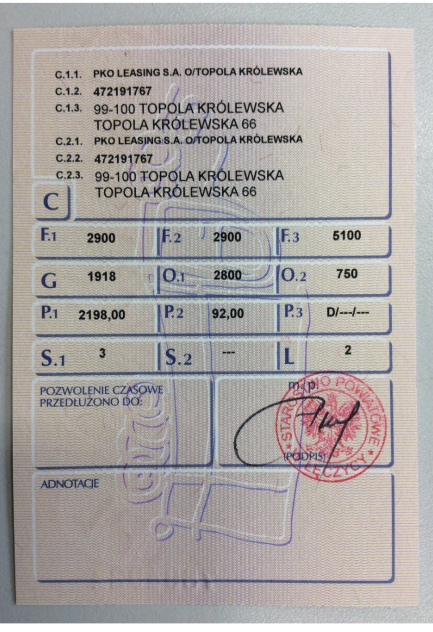 C.1.1. PKO LEASING S.A. O/TOPOLA KRÓLEWSKA
C.1.2. 472191767
C.1.3. 99-100 TOPOLA KRÓLEWSKA
TOPOLA KRÓLEWSKA 66
C.2.1. PKO LEASING S.A. O/TOPOLA KRÓLEWSKA
C.2.2. 472191767
C.2.3. 99-100 TOPOLA KRÓLEWSKA
TOPOLA KRÓLEWSKA 66
C
F.1 2900 F.2 2900 F.3 5100
G 1918 O.1 2800 O.2 750
P.1 2198,00 P.2 92,00 P.3 D/---/---
S.1 3 S.2 --- L 2
POZWOLENIE CZASOWE
PRZEDŁUŻONO DO:
m. p.
STAROSTWO POWIATOWE
W ŁĘCZYCY
(PODPIS)
ADNOTACJE